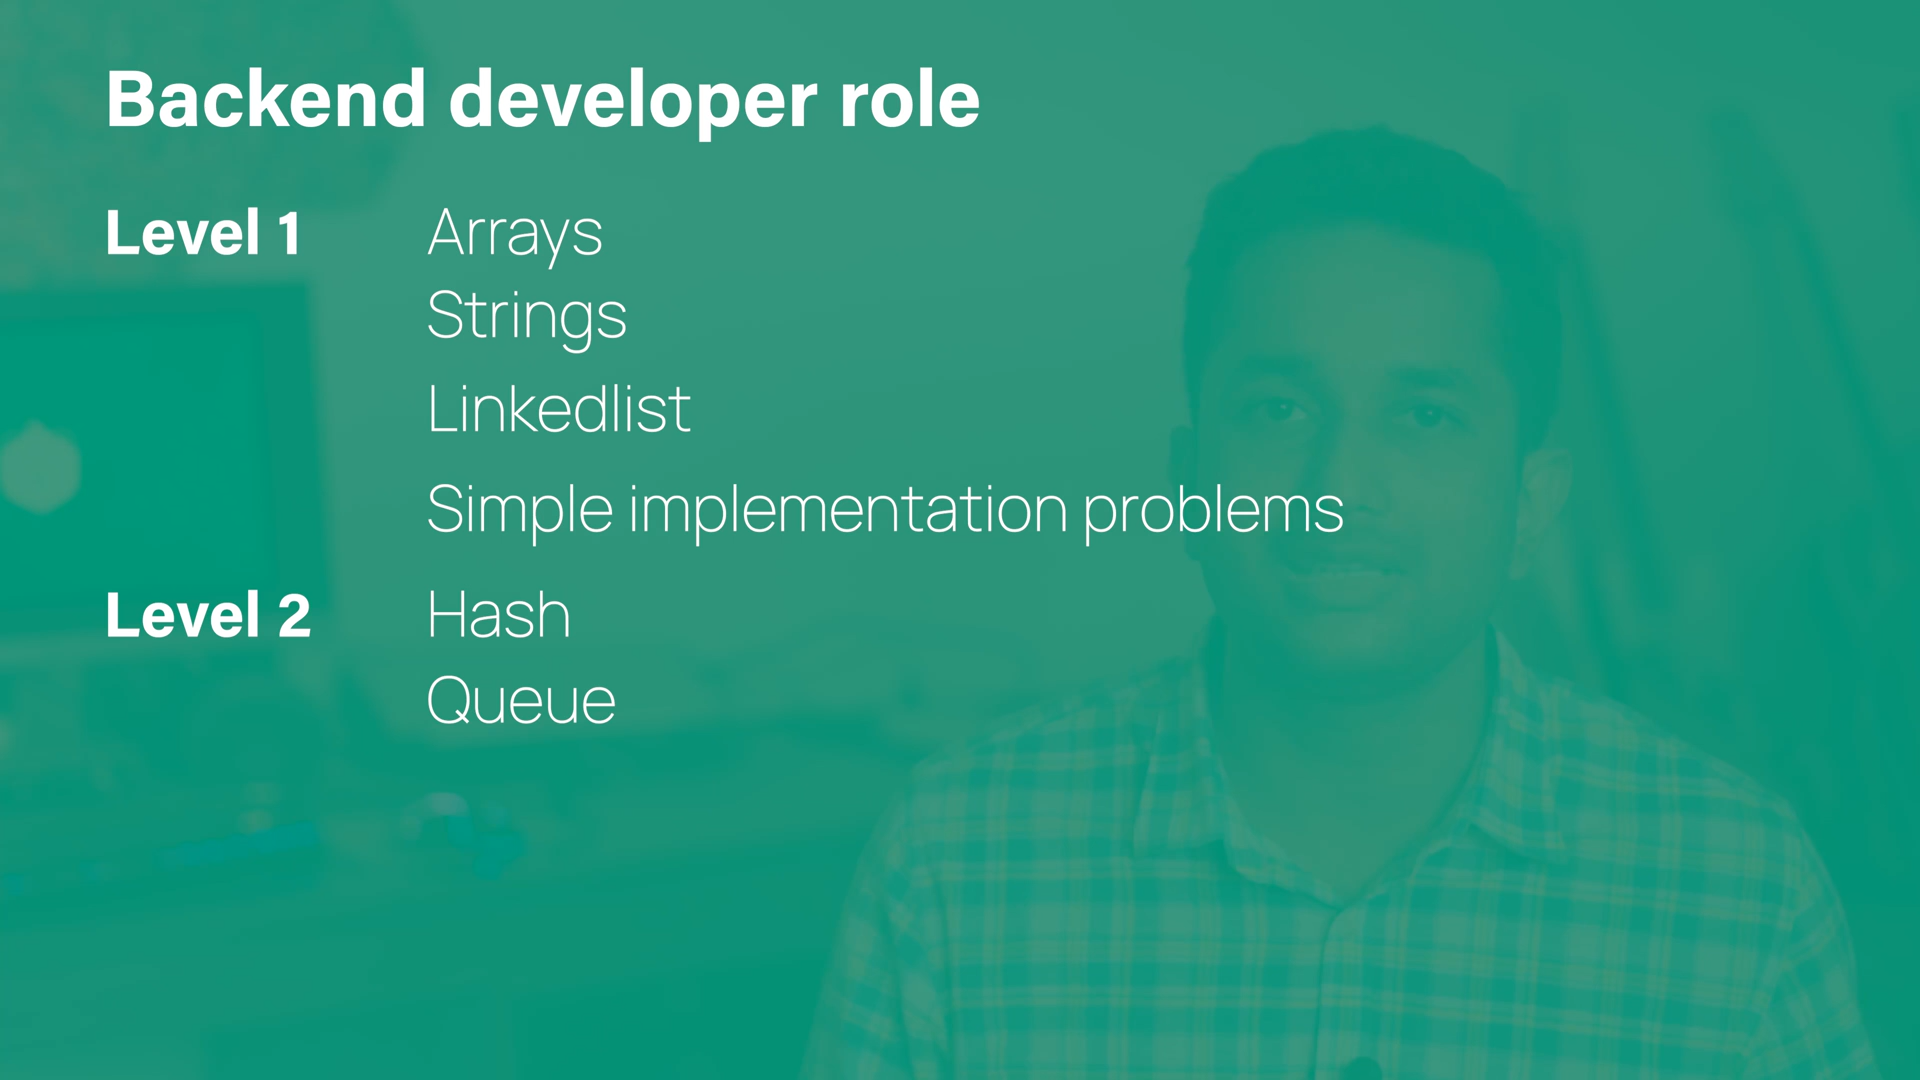 Backend developer role
Level 1 Arrays
Strings
Linkedlist
Simple implementation problems
Level 2 Hash
Queue